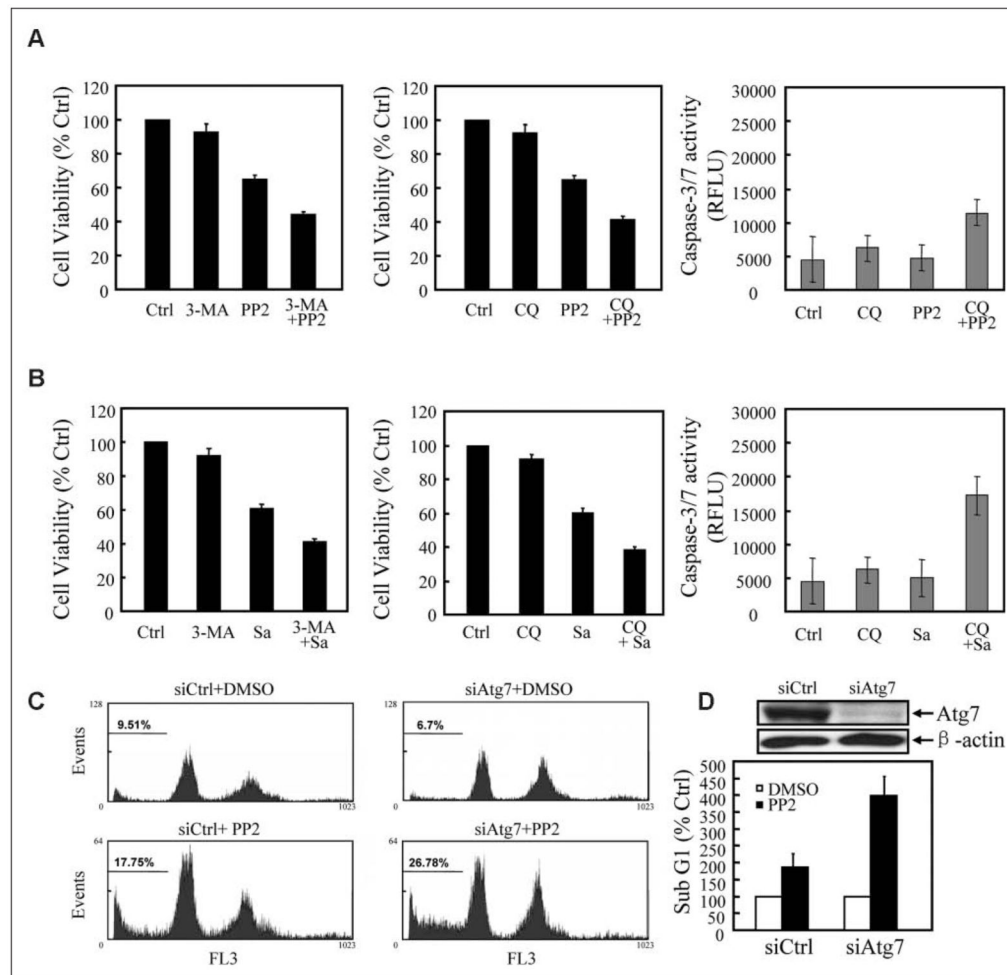 A
Cell Viability (% Ctrl)
120
100
80
60
40
20
0
Ctrl 3-MA PP2 3-MA
+PP2
Cell Viability (% Ctrl)
120
100
80
60
40
20
0
Ctrl CQ PP2 CQ
+PP2
Caspase-3/7 activity
(RFLU)
30000
25000
20000
15000
10000
5000
0
Ctrl CQ PP2 CQ
+PP2
B
Cell Viability (% Ctrl)
120
100
80
60
40
20
0
Ctrl 3-MA Sa 3-MA
+Sa
Cell Viability (% Ctrl)
120
100
80
60
40
20
0
Ctrl CQ Sa CQ
+ Sa
Caspase-3/7 activity
(RFLU)
30000
25000
20000
15000
10000
5000
0
Ctrl CQ Sa CQ
+Sa
C
siCtrl+DMSO
128
9.51%
Events
0
1023
siAtg7+DMSO
128
6.7%
0
1023
siCtrl+ PP2
64
17.75%
Events
0
1023
FL3
siAtg7+PP2
64
26.78%
0
1023
FL3
D
siCtrl siAtg7
Atg7
β-actin
Sub G1 (% Ctrl)
500
450
400
350
300
250
200
150
100
50
0
DMSO
PP2
siCtrl siAtg7